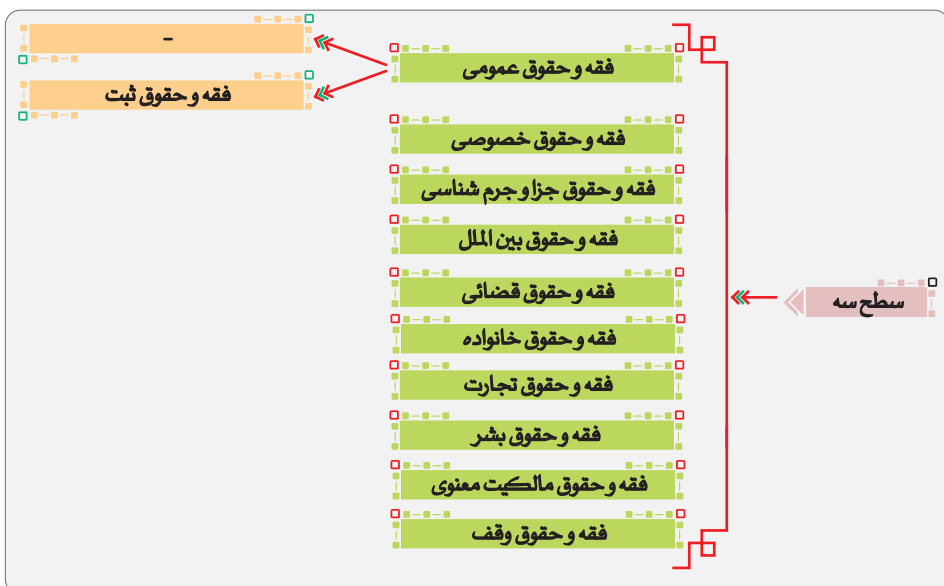 سطح سه
فقه و حقوق عمومی
-
فقه و حقوق ثبت
فقه و حقوق خصوصی
فقه و حقوق جزا و جرم شناسی
فقه و حقوق بین الملل
فقه و حقوق قضائی
فقه و حقوق خانواده
فقه و حقوق تجارت
فقه و حقوق بشر
فقه و حقوق مالکیت معنوی
فقه و حقوق وقف